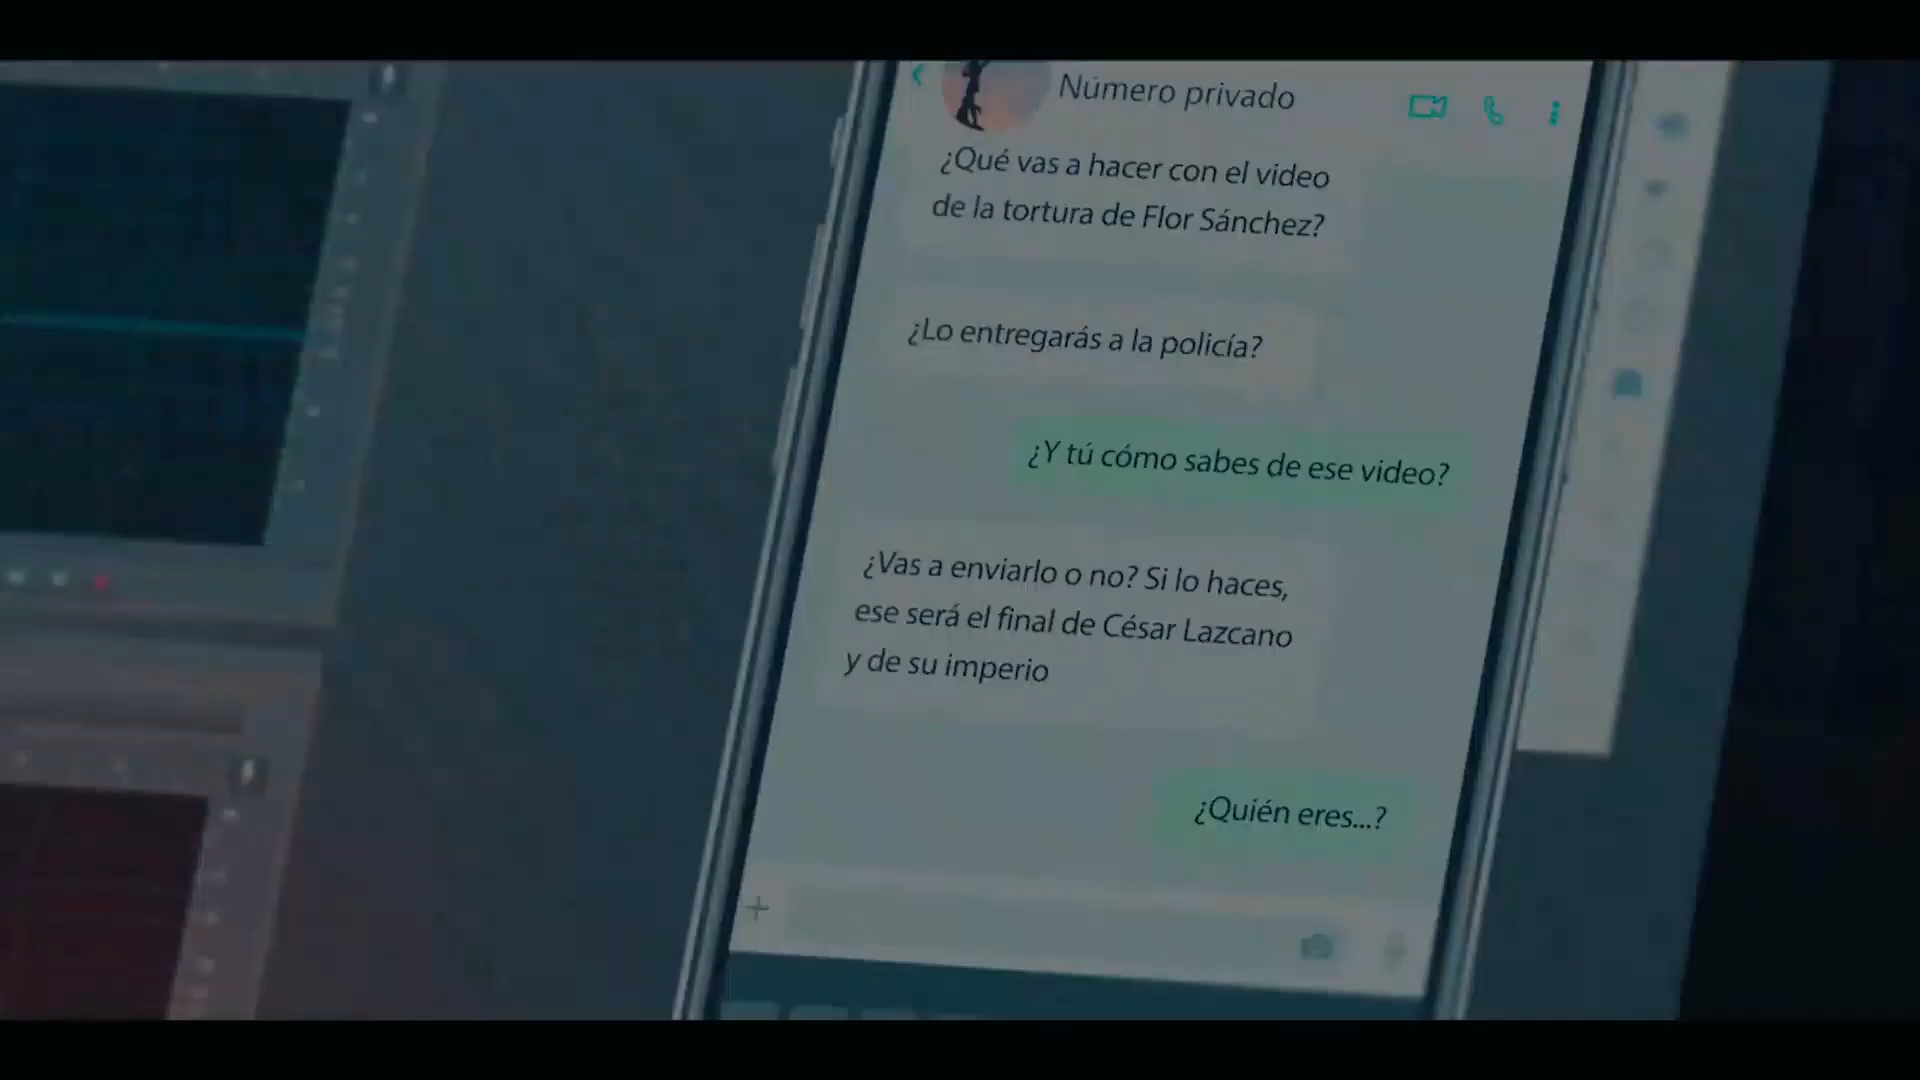 Número privado
¿Qué vas a hacer con el video
de la tortura de Flor Sánchez?
¿Lo entregarás a la policía?
¿Y tú cómo sabes de ese video?
¿Vas a enviarlo o no? Si lo haces,
ese será el final de César Lazcano
y de su imperio
¿Quién eres...?